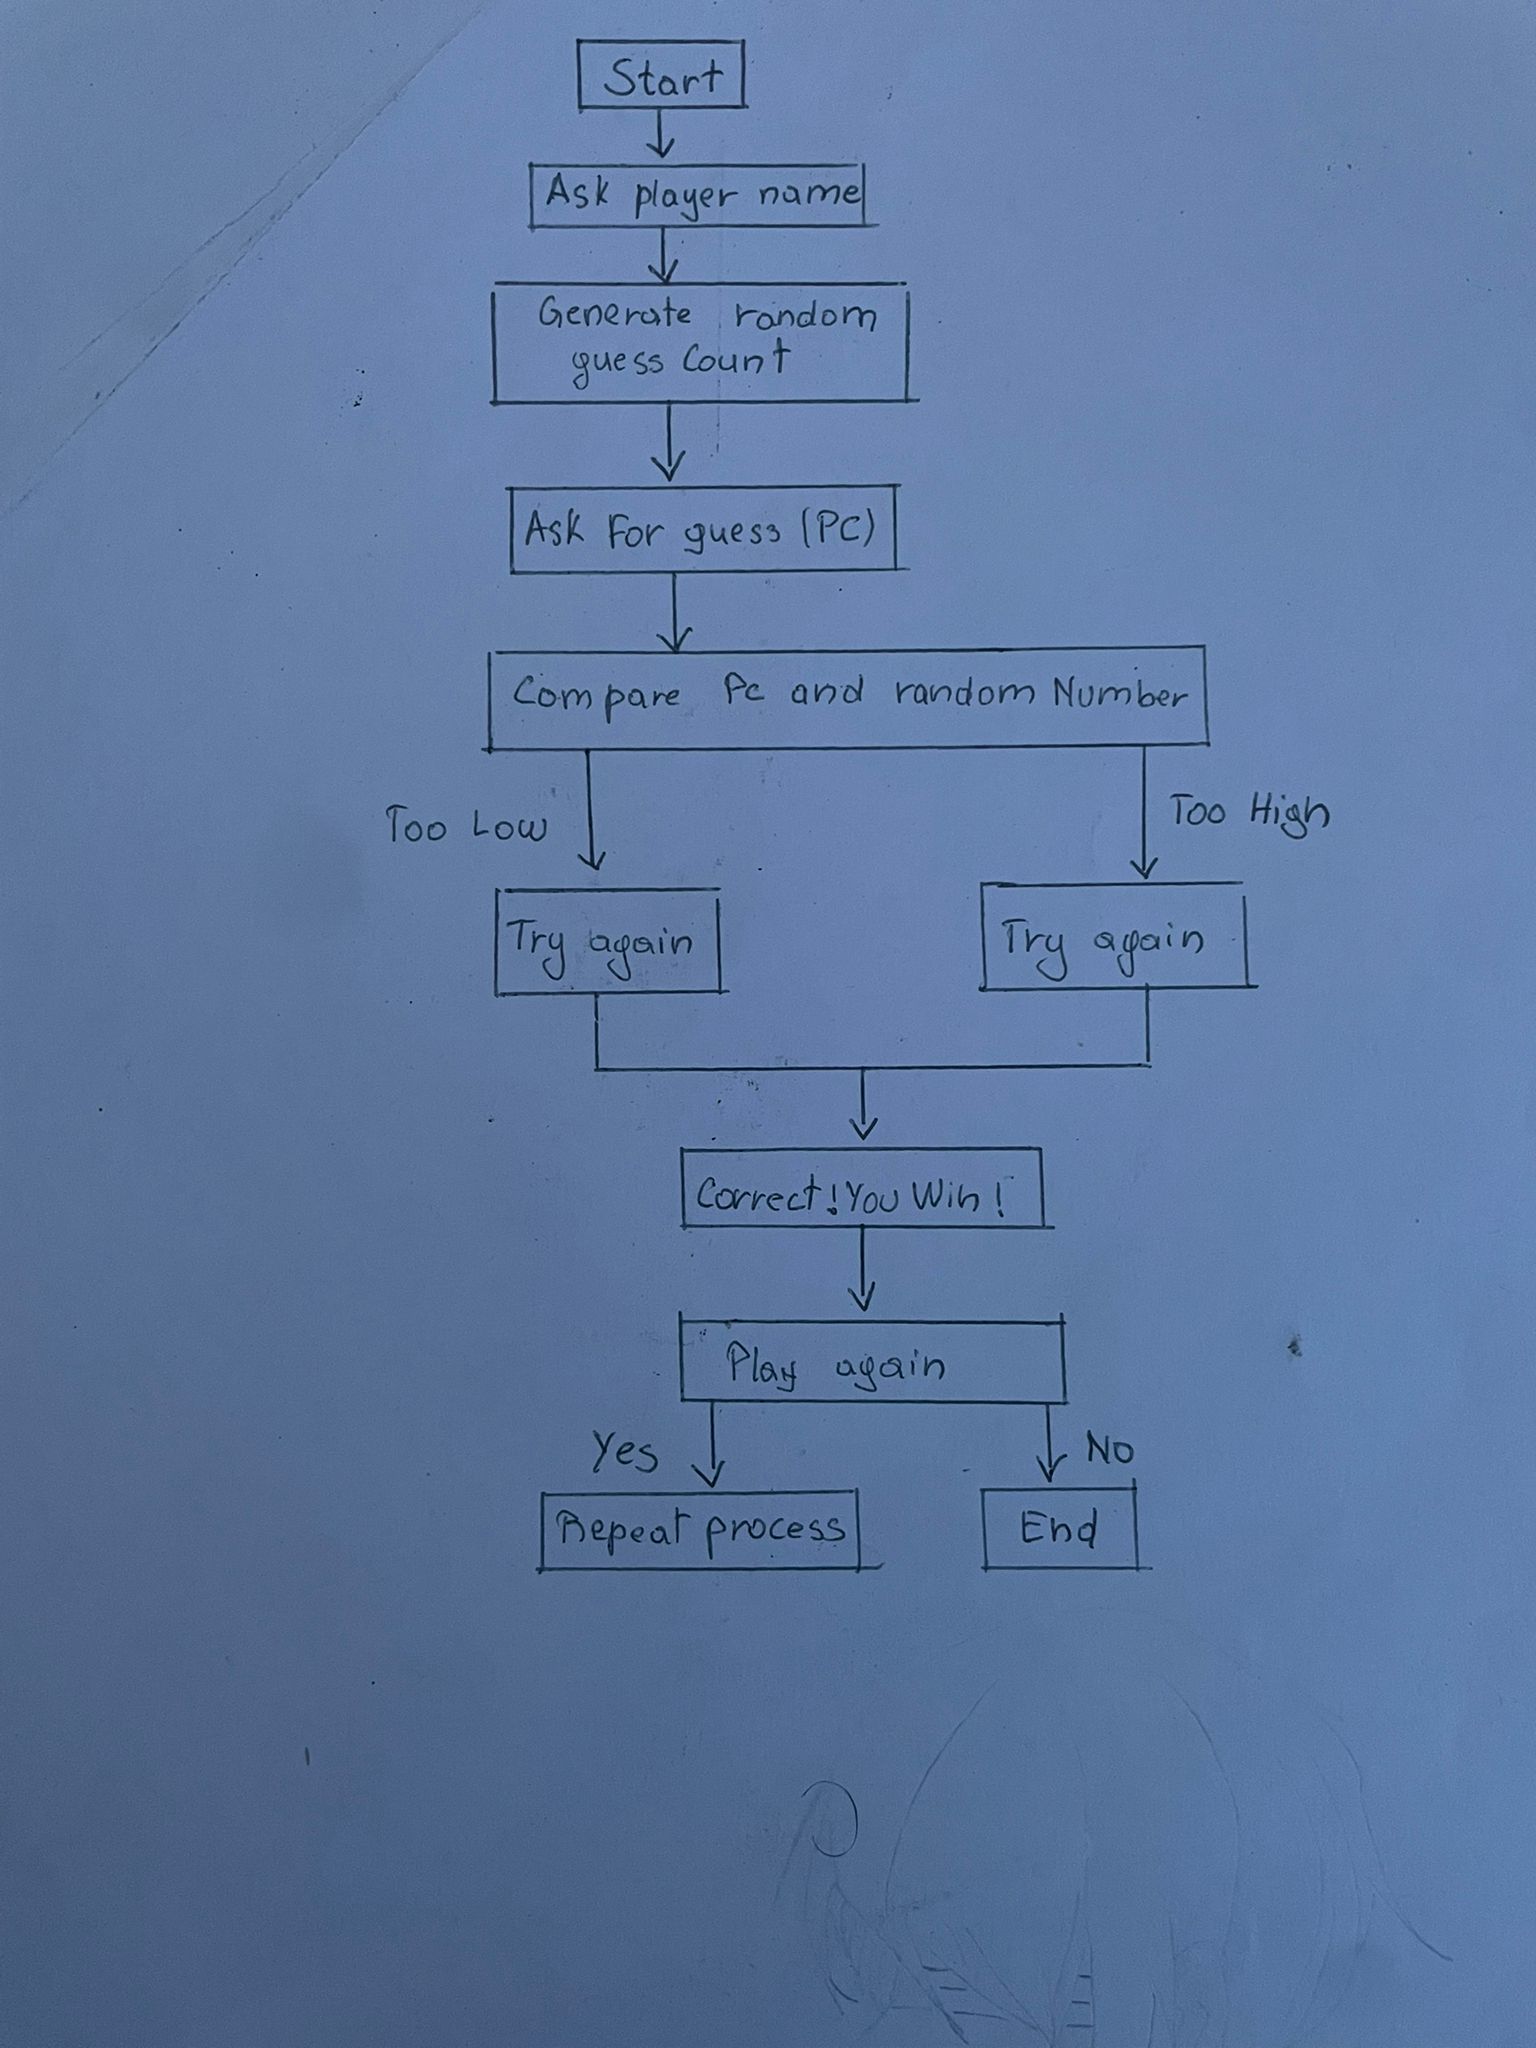 Start
Ask player name
Generate random
guess Count
Ask For guess (PC)
Compare Pc and random Number
Too Low
Too High
Try again
Try again
Correct! You Win!
Play again
Yes
No
Repeat process
End